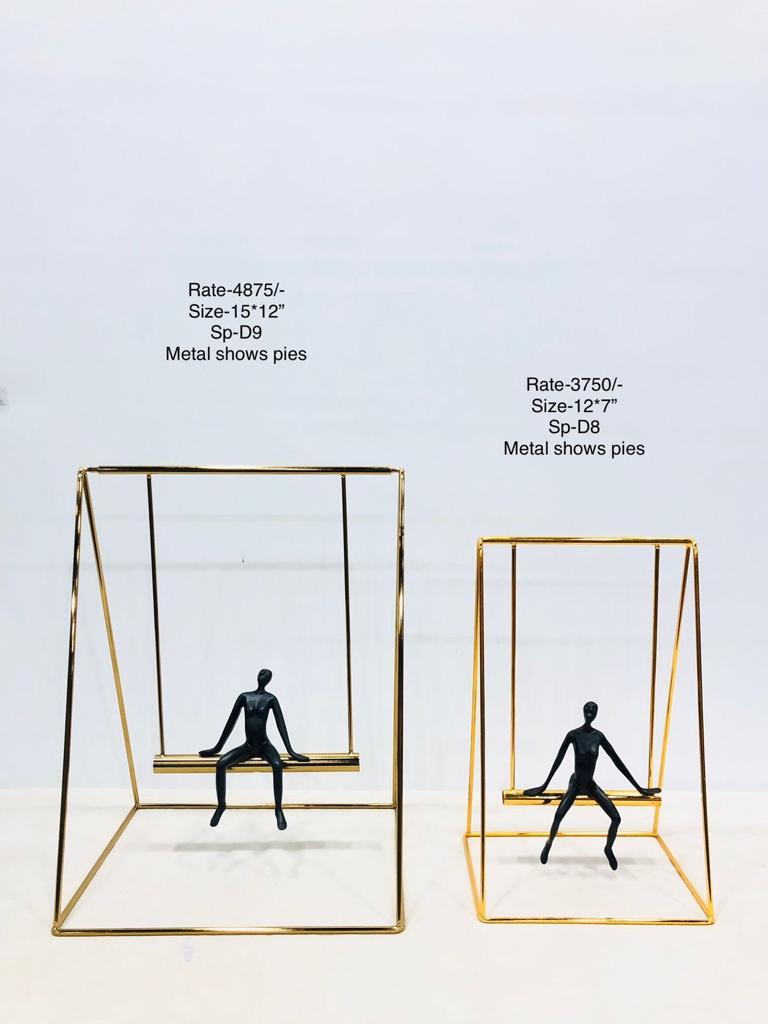 Rate-4875/-
Size-15*12”
Sp-D9
Metal shows pies
Rate-3750/-
Size-12*7”
Sp-D8
Metal shows pies